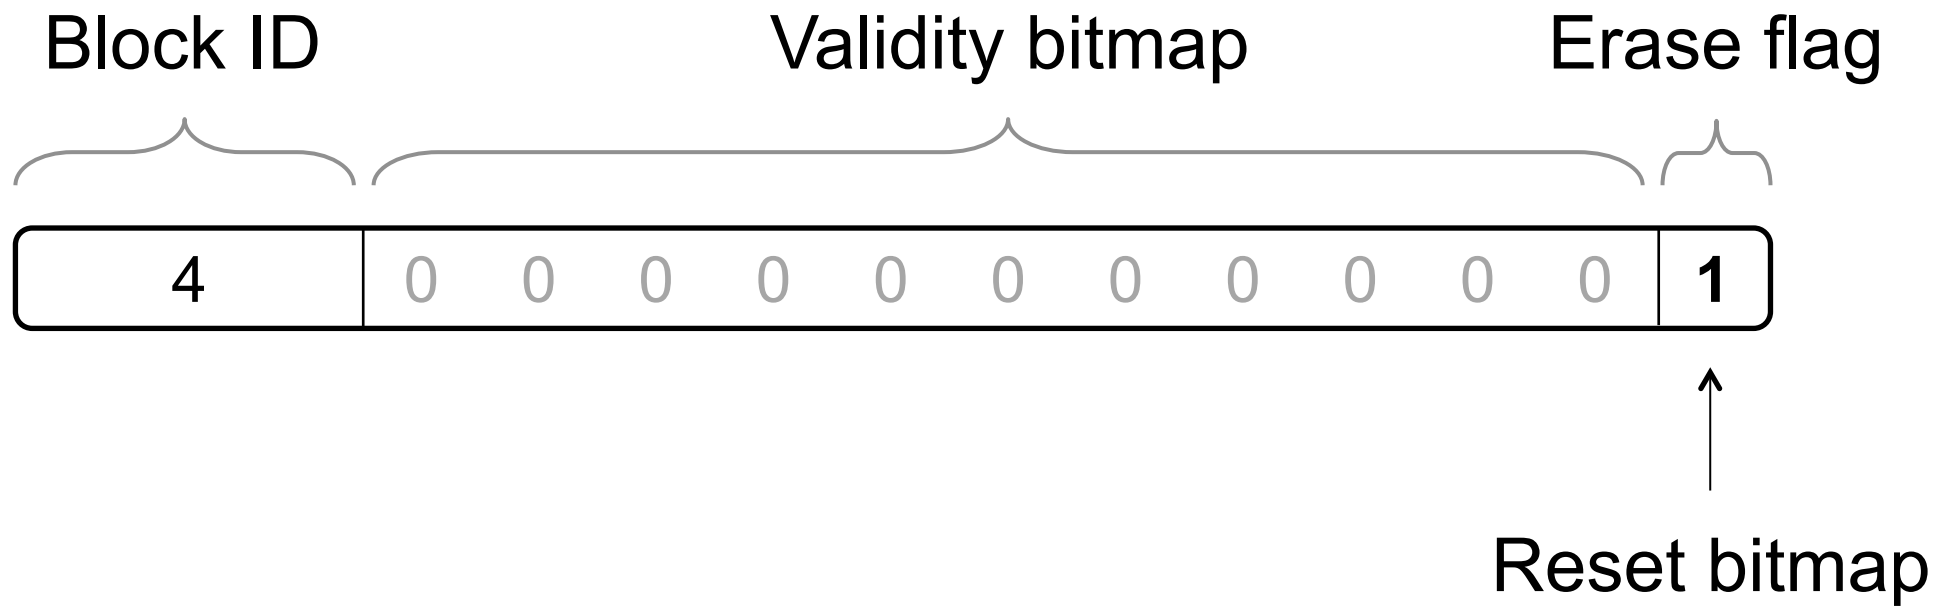 Block ID Validity bitmap Erase flag
4 0 0 0 0 0 0 0 0 0 0 0 1
Reset bitmap